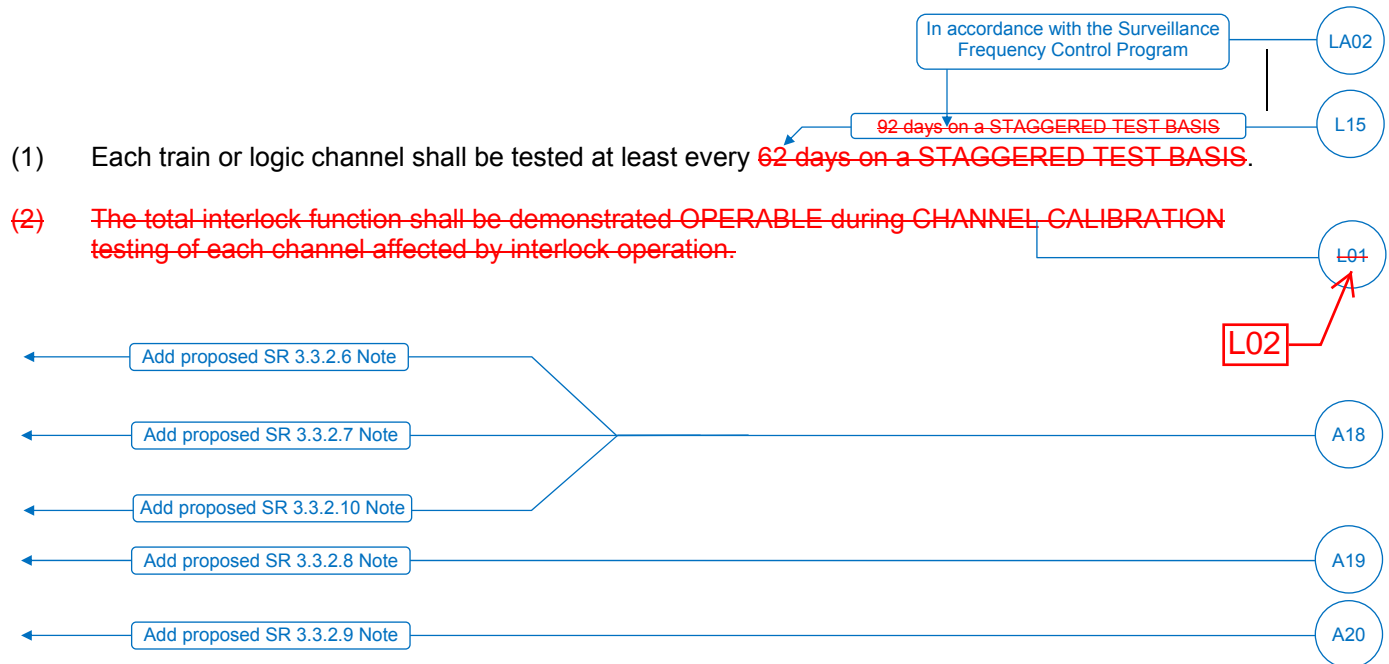 In accordance with the Surveillance
Frequency Control Program
LA02
92 days on a STAGGERED TEST BASIS
L15
(1) Each train or logic channel shall be tested at least every 62 days on a STAGGERED TEST BASIS.
(2) The total interlock function shall be demonstrated OPERABLE during CHANNEL CALIBRATION
testing of each channel affected by interlock operation.
L01
L02
Add proposed SR 3.3.2.6 Note
Add proposed SR 3.3.2.7 Note
A18
Add proposed SR 3.3.2.10 Note
Add proposed SR 3.3.2.8 Note
A19
Add proposed SR 3.3.2.9 Note
A20